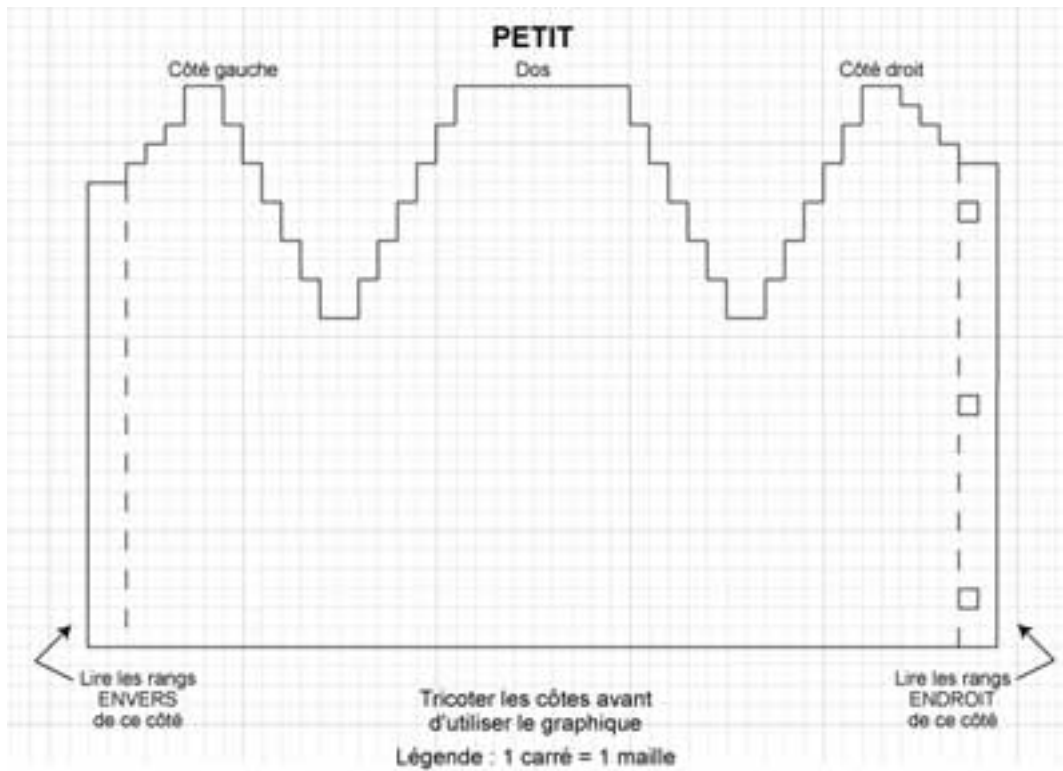 PETIT
Côté gauche
Dos
Côté droit
Lire les rangs
ENVERS
de ce côté
Tricoter les côtes avant
d'utiliser le graphique
Légende : 1 carré = 1 maille
Lire les rangs
ENDROIT
de ce côté